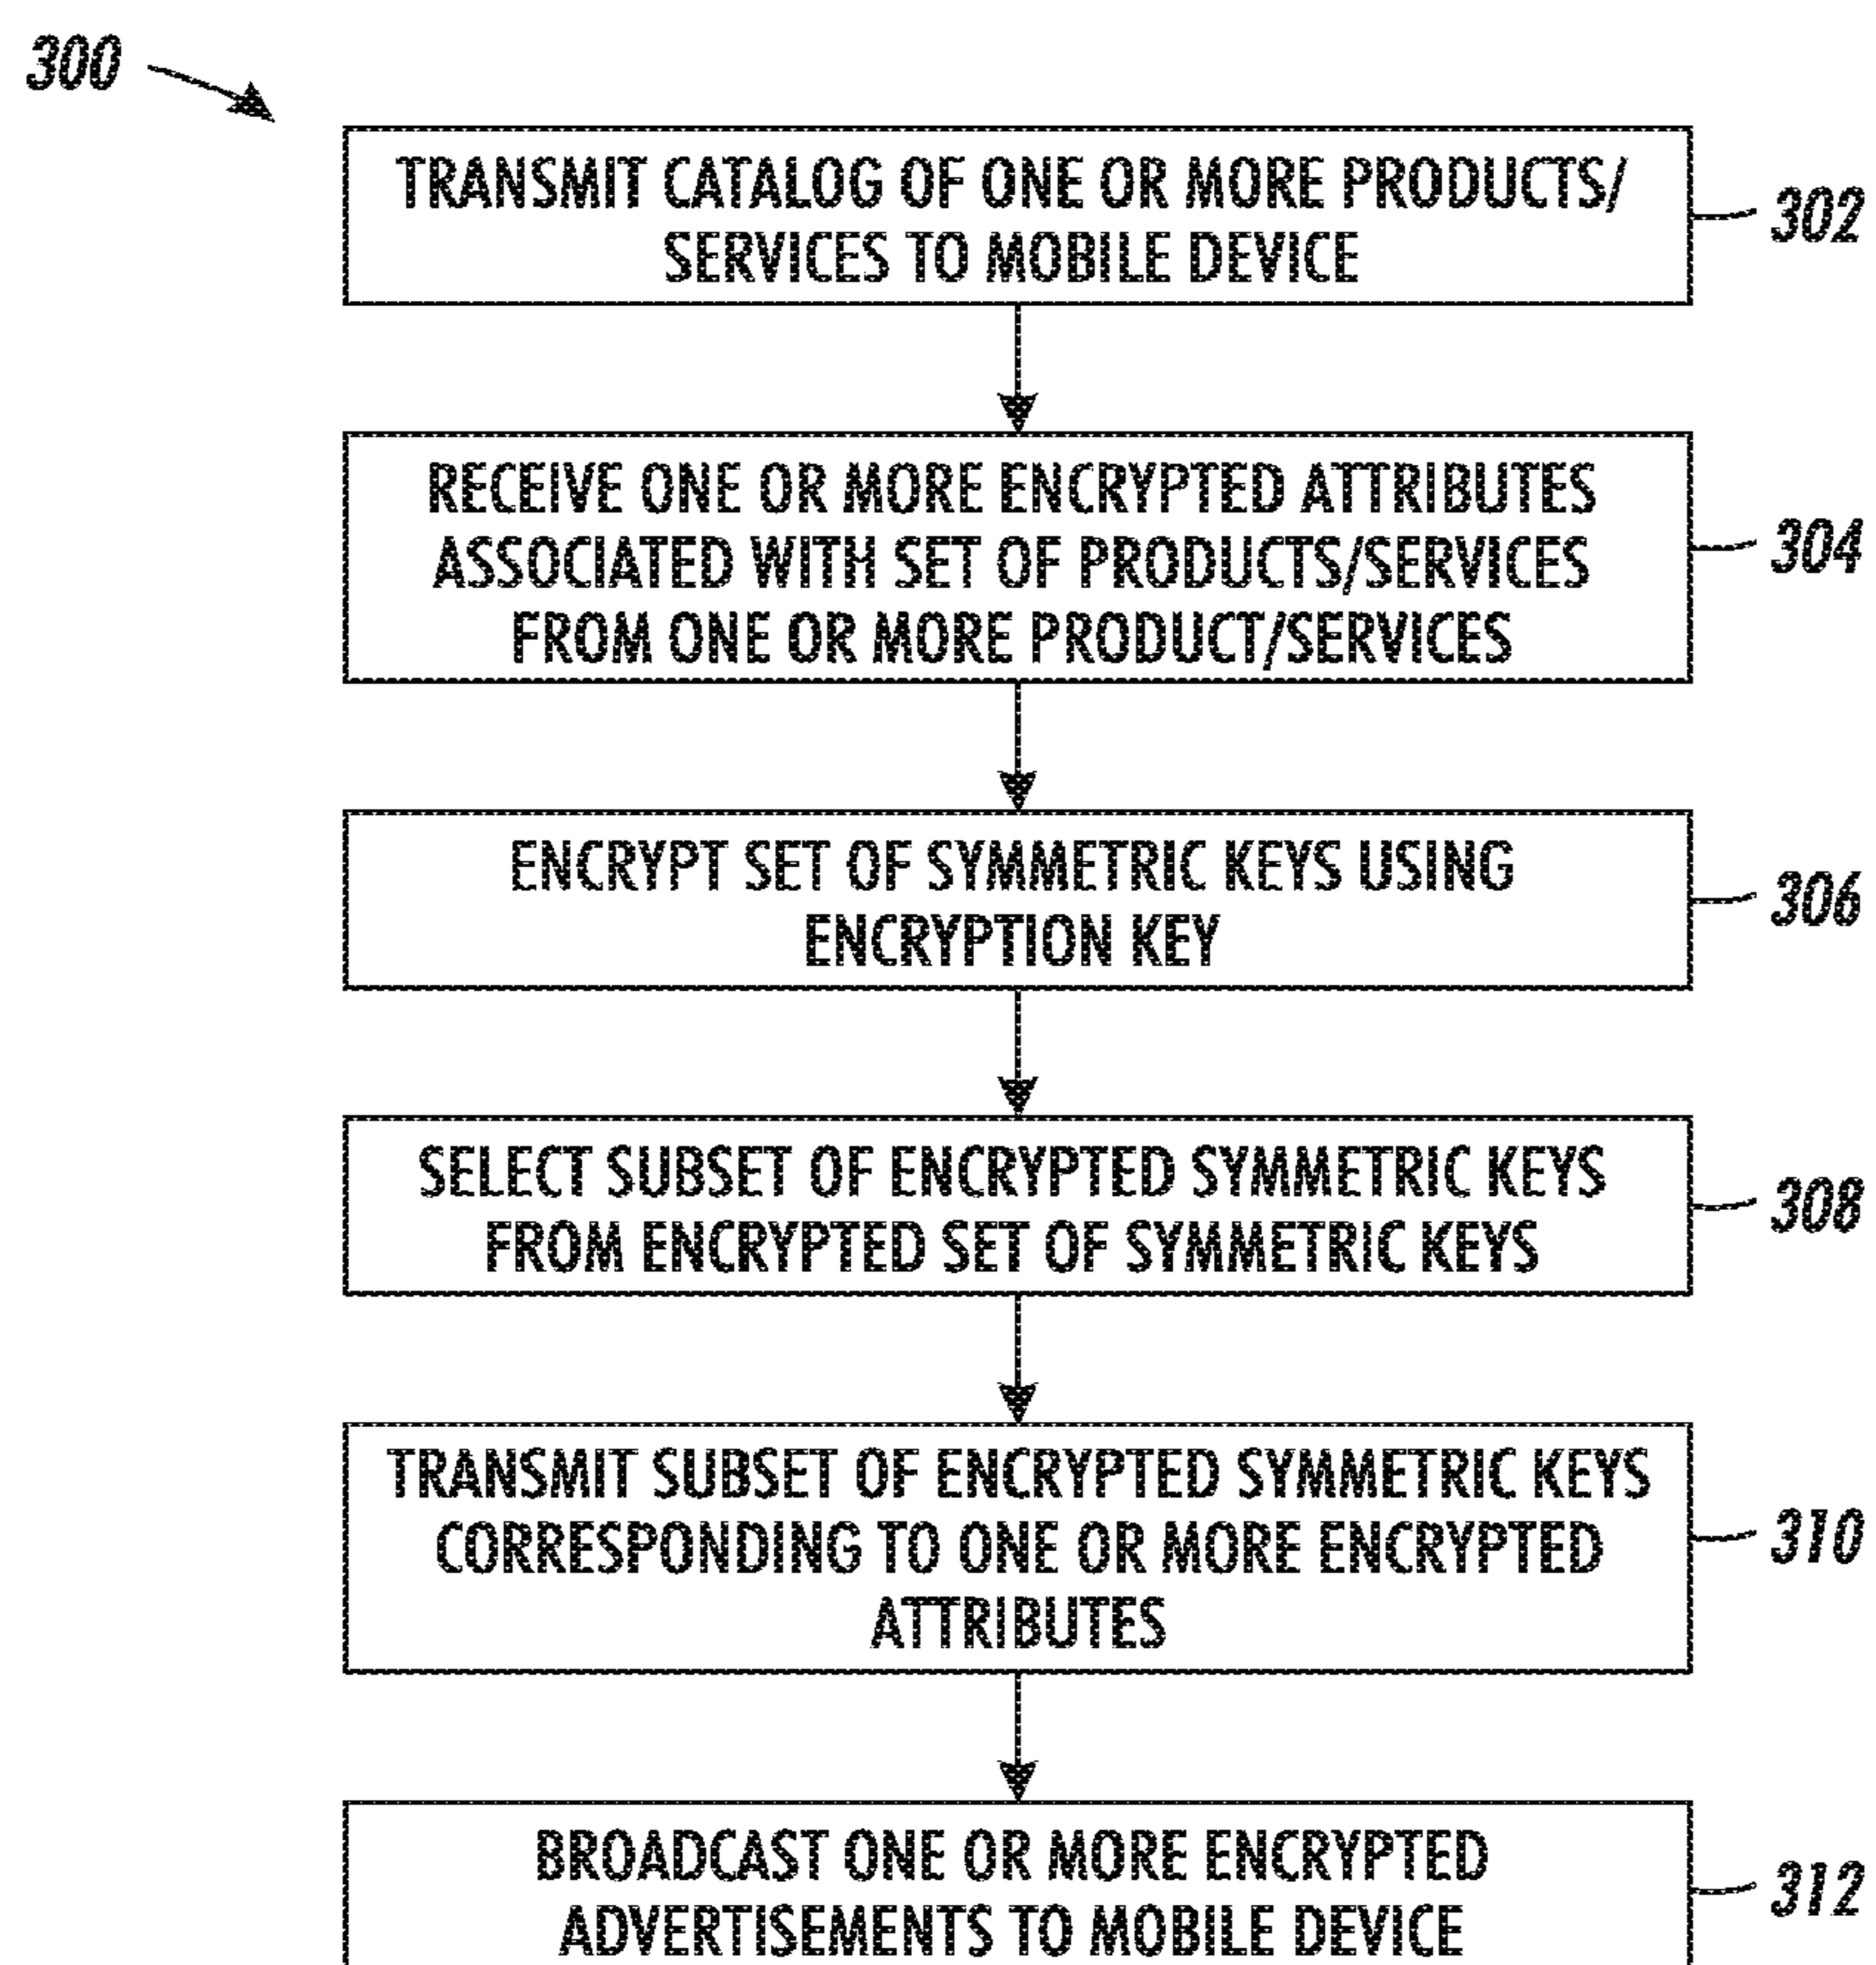 300
TRANSMIT CATALOG OF ONE OR MORE PRODUCTS/
SERVICES TO MOBILE DEVICE
302
RECEIVE ONE OR MORE ENCRYPTED ATTRIBUTES
ASSOCIATED WITH SET OF PRODUCTS/SERVICES
FROM ONE OR MORE PRODUCT/SERVICES
304
ENCRYPT SET OF SYMMETRIC KEYS USING
ENCRYPTION KEY
306
SELECT SUBSET OF ENCRYPTED SYMMETRIC KEYS
FROM ENCRYPTED SET OF SYMMETRIC KEYS
308
TRANSMIT SUBSET OF ENCRYPTED SYMMETRIC KEYS
CORRESPONDING TO ONE OR MORE ENCRYPTED
ATTRIBUTES
310
BROADCAST ONE OR MORE ENCRYPTED
ADVERTISEMENTS TO MOBILE DEVICE
312